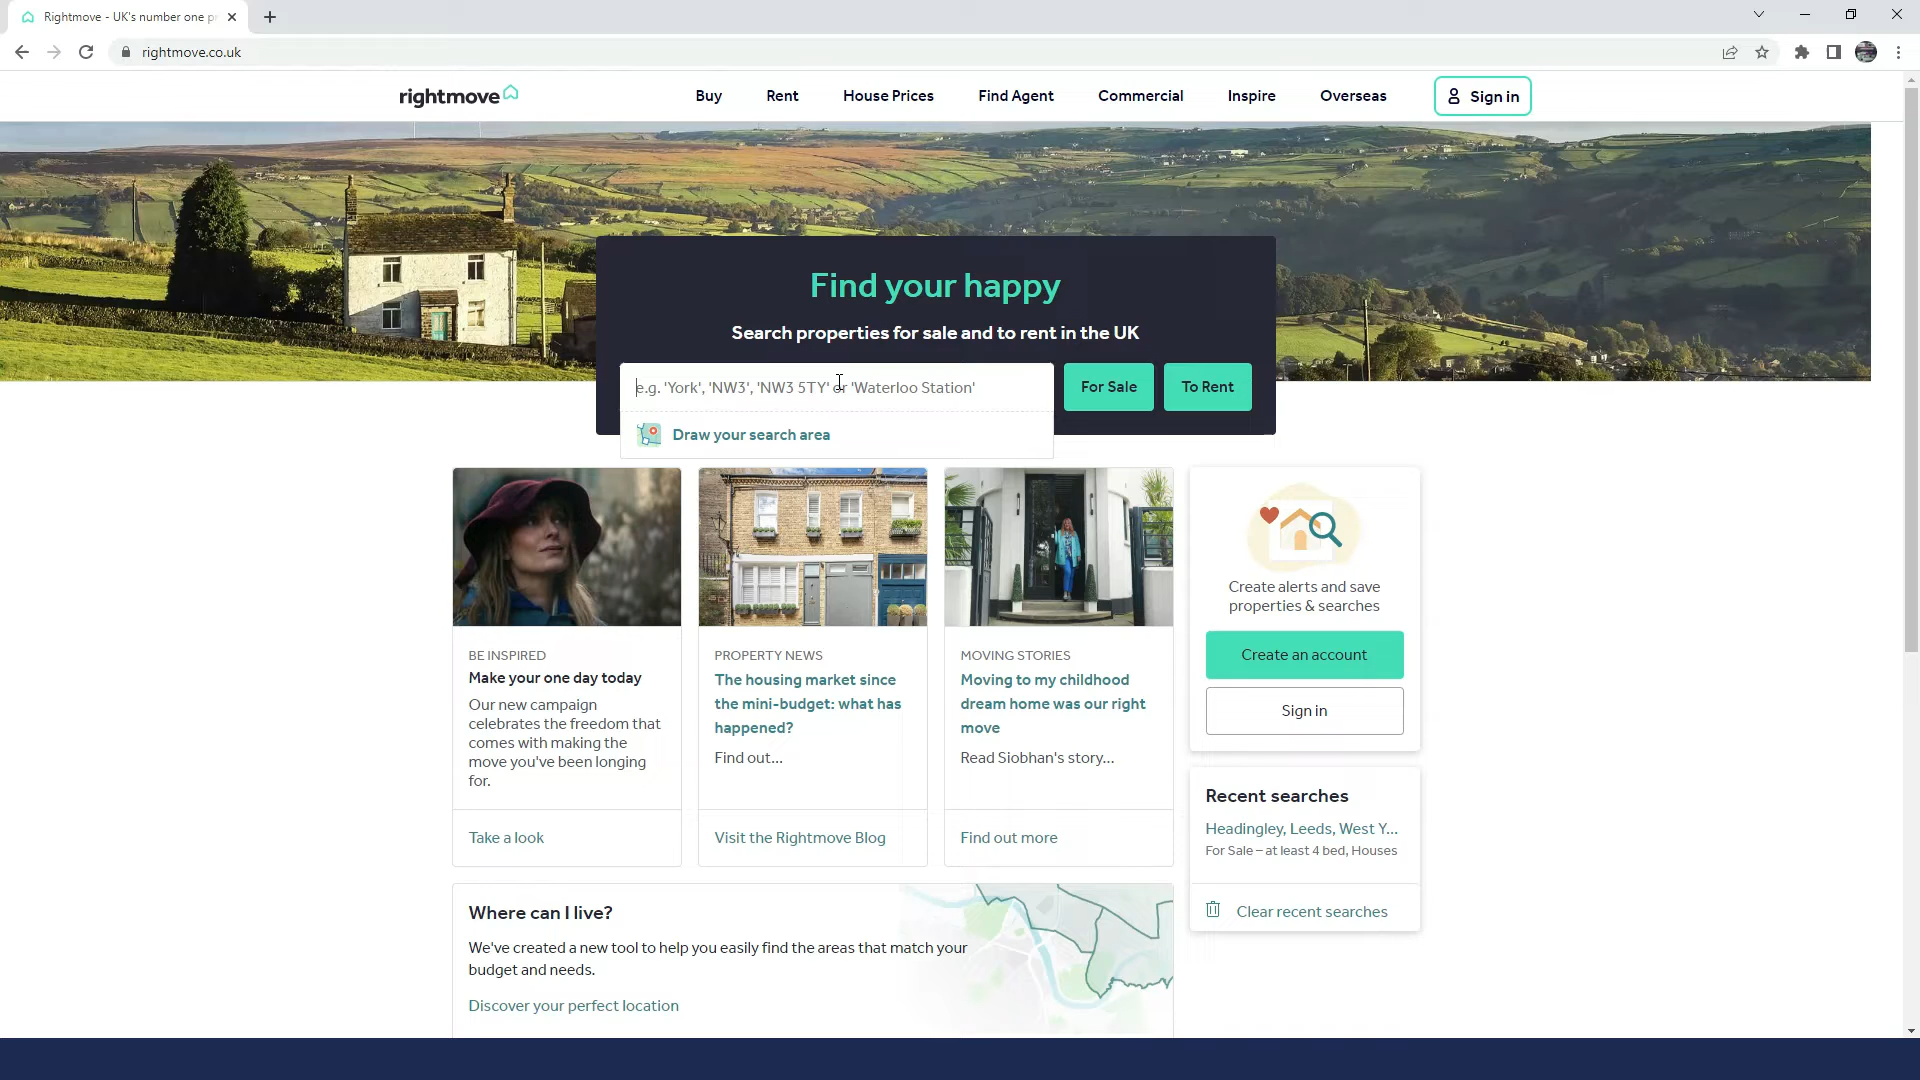 Rightmove - UK's number one pr
rightmove.co.uk
rightmove
Buy
Rent
House Prices
Find Agent
Commercial
Inspire
Overseas
Sign in
Find your happy
Search properties for sale and to rent in the UK
e.g. 'York', 'NW3', 'NW3 5TY' or 'Waterloo Station'
For Sale
To Rent
Draw your search area
BE INSPIRED
Make your one day today
Our new campaign
celebrates the freedom that
comes with making the
move you've been longing
for.
Take a look
PROPERTY NEWS
The housing market since
the mini-budget: what has
happened?
Find out...
Visit the Rightmove Blog
MOVING STORIES
Moving to my childhood
dream home was our right
move
Read Siobhan's story...
Find out more
Create alerts and save
properties & searches
Create an account
Sign in
Recent searches
Headingley, Leeds, West Y...
For Sale – at least 4 bed, Houses
Clear recent searches
Where can I live?
We've created a new tool to help you easily find the areas that match your
budget and needs.
Discover your perfect location